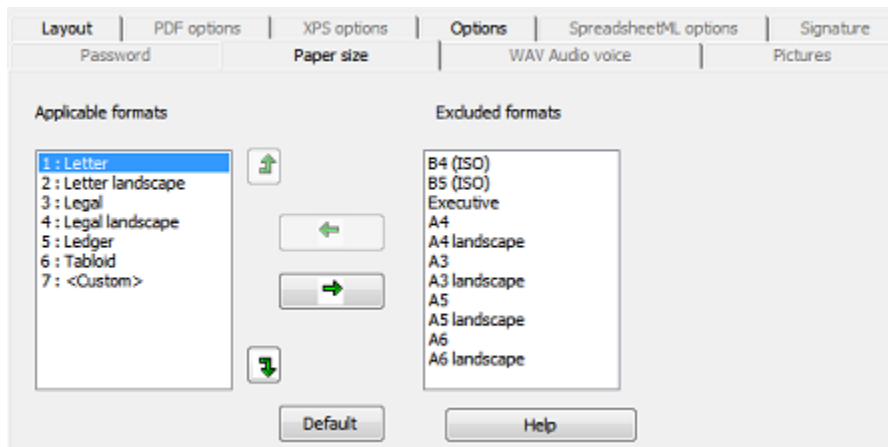 Layout PDF options XPS options Options SpreadsheetML options Signature
Password Paper size WAV Audio voice Pictures
Applicable formats
1 : Letter
2 : Letter landscape
3 : Legal
4 : Legal landscape
5 : Ledger
6 : Tabloid
7 : <Custom>
Excluded formats
B4 (ISO)
B5 (ISO)
Executive
A4
A4 landscape
A3
A3 landscape
A5
A5 landscape
A6
A6 landscape
Default Help